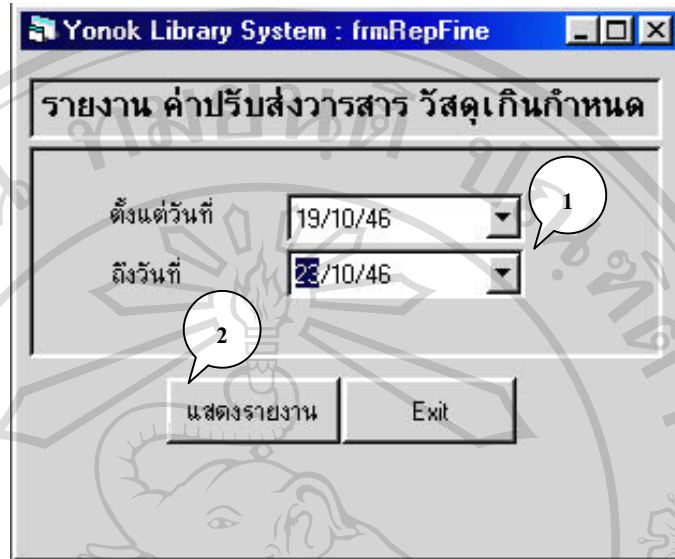 Yonok Library System : frmRepFine
รายงาน ค่าปรับส่งวารสาร วัสดุเกินกำหนด
ตั้งแต่วันที่ 19/10/46
1
ถึงวันที่ 23/10/46
2
แสดงรายงาน Exit